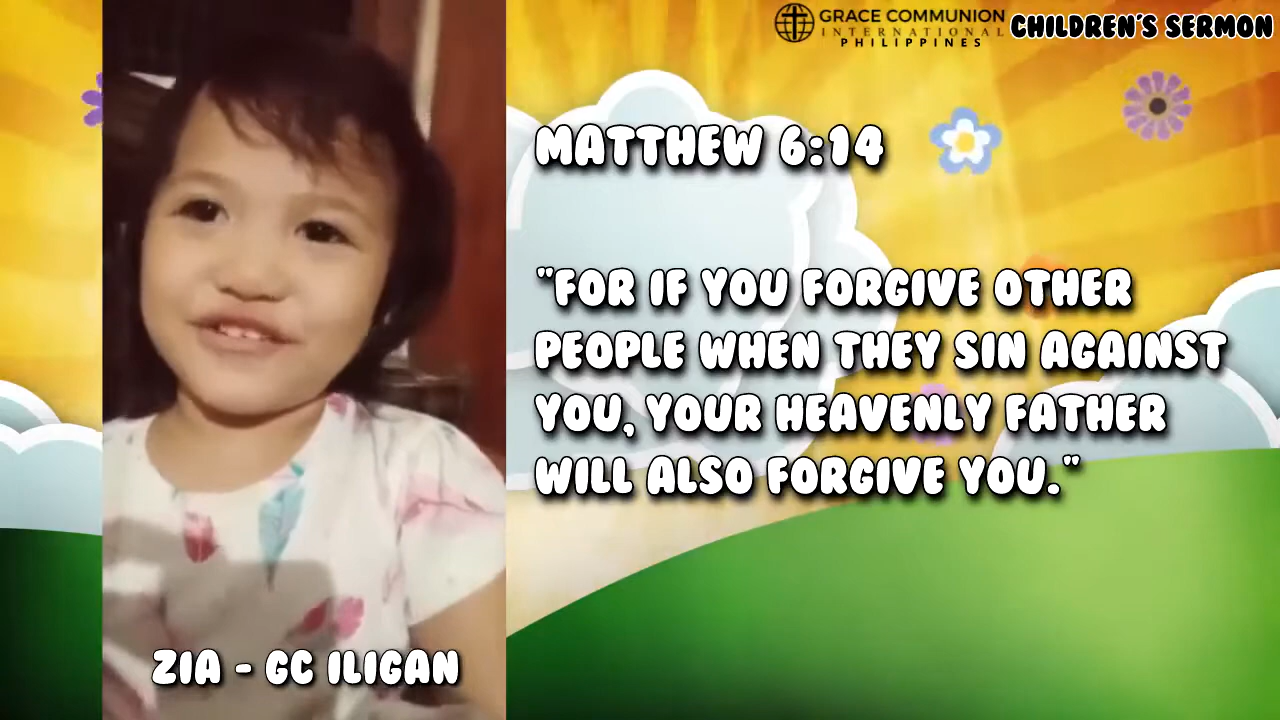 GRACE COMMUNION
INTERNATIONAL
PHILIPPINES
CHILDREN'S SERMON
MATTHEW 6:14
"FOR IF YOU FORGIVE OTHER
PEOPLE WHEN THEY SIN AGAINST
YOU, YOUR HEAVENLY FATHER
WILL ALSO FORGIVE YOU."
ZIA - GC ILIGAN